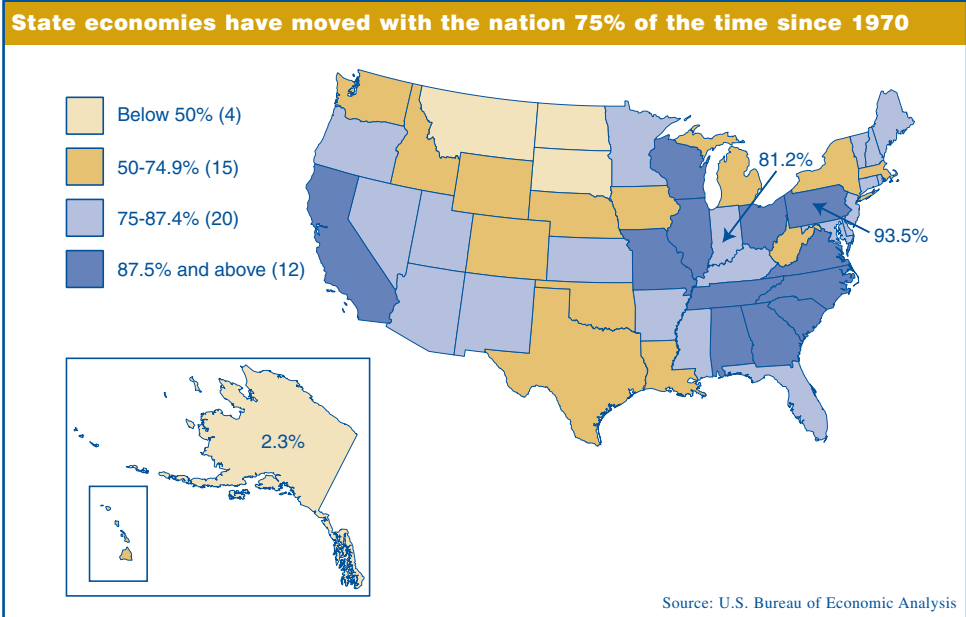 State economies have moved with the nation 75% of the time since 1970
Below 50% (4)
50-74.9% (15)
75-87.4% (20)
87.5% and above (12)
81.2%
93.5%
2.3%
Source: U.S. Bureau of Economic Analysis